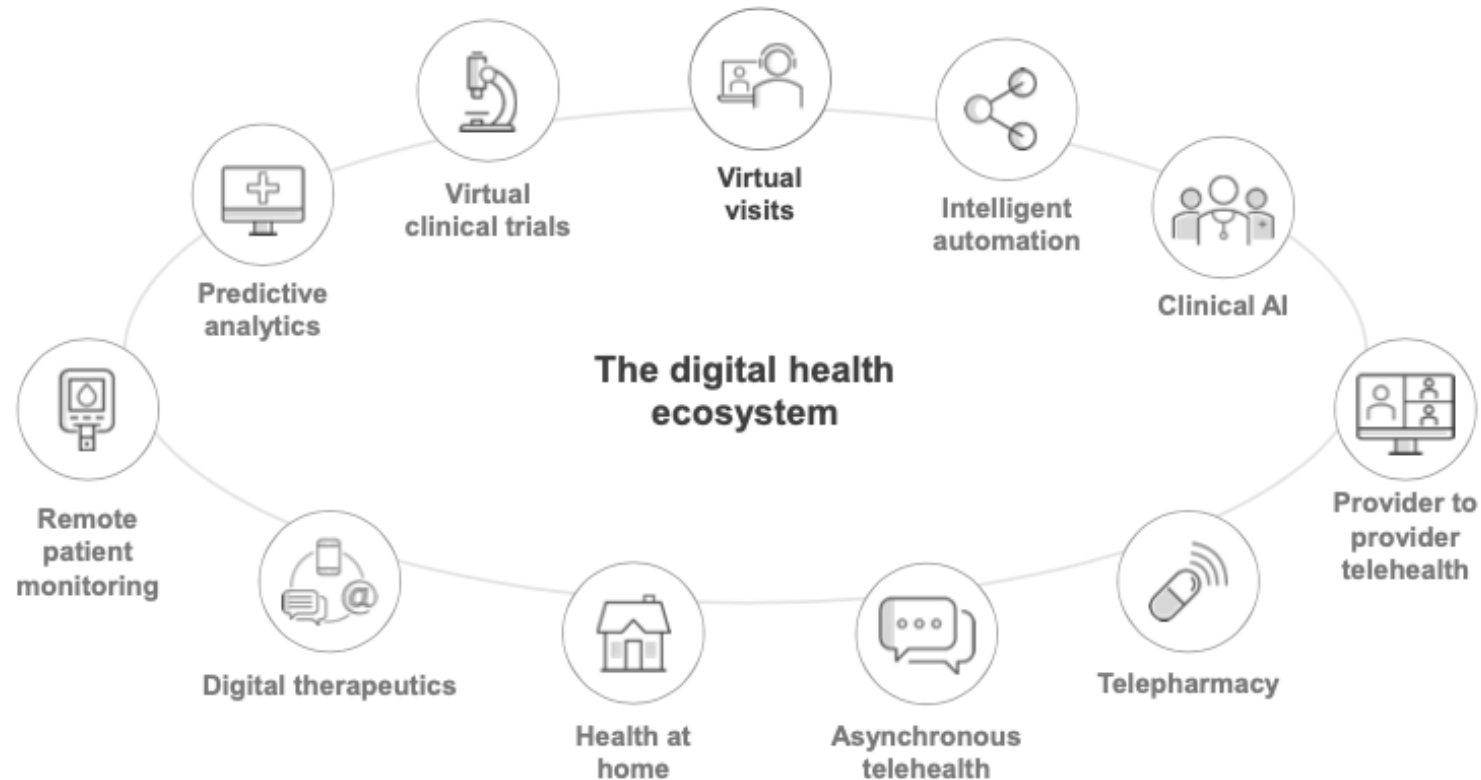 Virtual
visits
Intelligent
automation
Clinical AI
Provider to
provider
telehealth
Telepharmacy
Asynchronous
telehealth
Health at
home
Digital therapeutics
@
Remote
patient
monitoring
Predictive
analytics
Virtual
clinical trials
The digital health
ecosystem